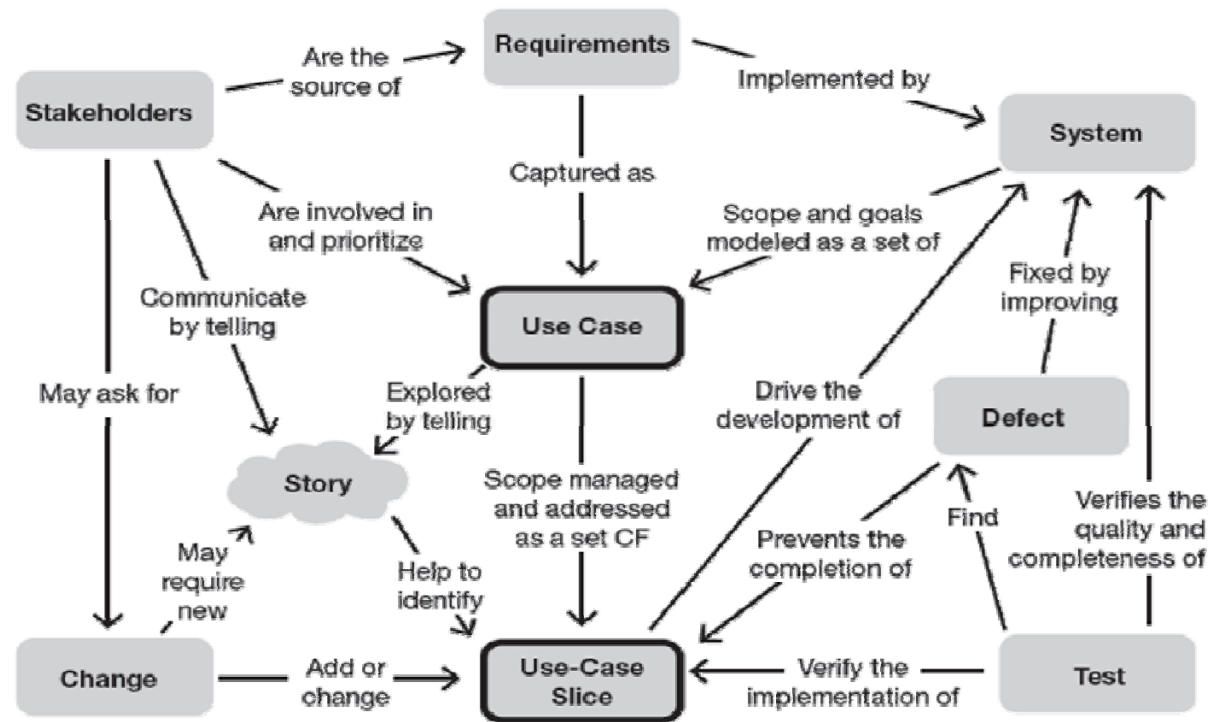 Requirements
Are the
source of
Implemented by
Stakeholders
System
Captured as
Are involved in
and prioritize
Scope and goals
modeled as a set of
Communicate
by telling
Use Case
Fixed by
improving
May ask for
Explored
by telling
Drive the
development of
Defect
Story
Scope managed
and addressed
as a set CF
Find
Verifies the
quality and
completeness of
May
require
new
Help to
identify
Prevents the
completion of
Change
Add or
change
Use-Case
Slice
Verify the
implementation of
Test